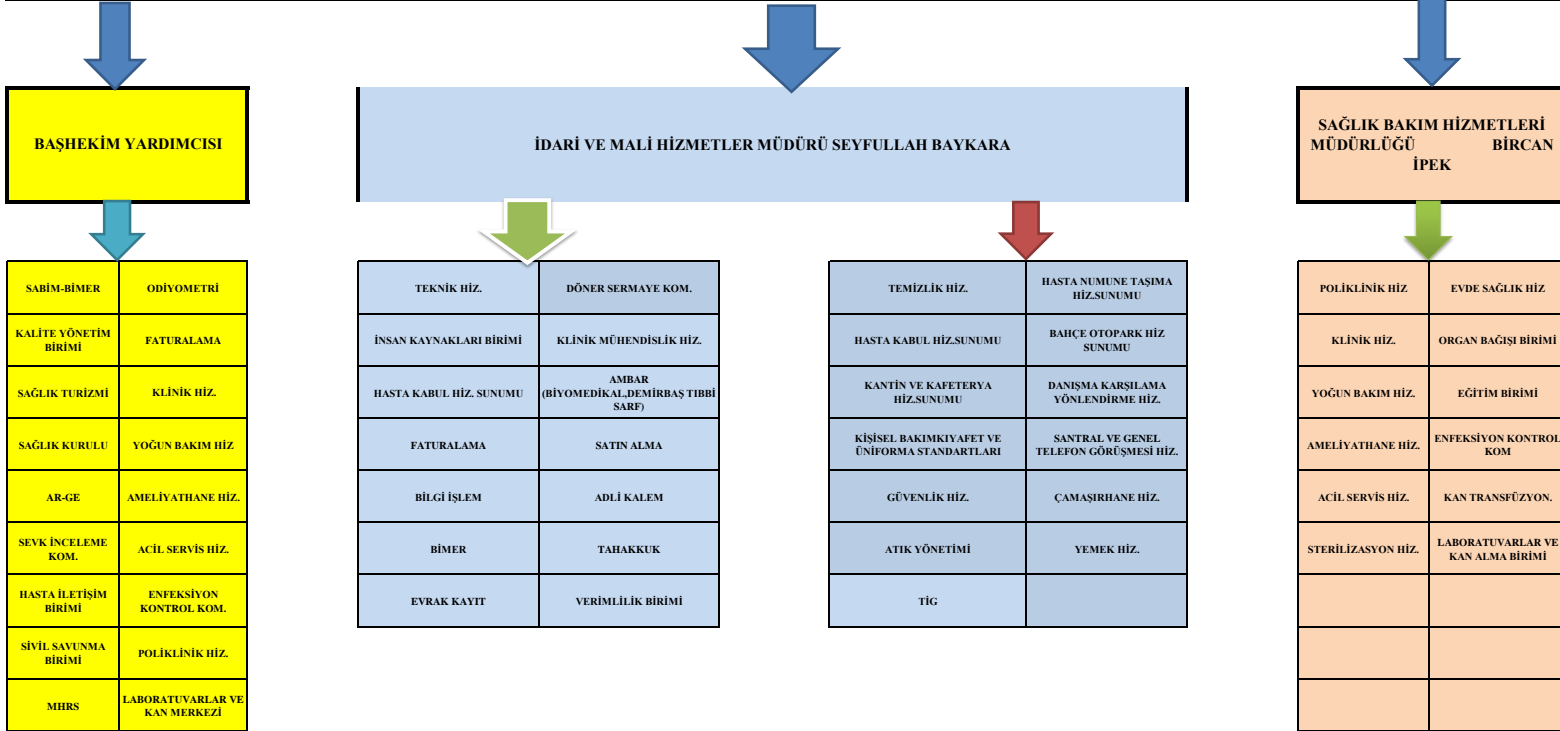 BAŞHEKİM YARDIMCISI
İDARİ VE MALİ HİZMETLER MÜDÜRÜ SEYFULLAH BAYKARA
SAĞLIK BAKIM HİZMETLERİ
MÜDÜRLÜĞÜ BİRCAN
İPEK
SABİM-BİMER
ODİYOMETRİ
KALİTE YÖNETİM
BİRİMİ
FATURALAMA
SAĞLIK TURİZMİ
KLİNİK HİZ.
SAĞLIK KURULU
YOĞUN BAKIM HİZ
AR-GE
AMELİYATHANE HİZ.
SEVK İNCELEME
KOM.
ACİL SERVİS HİZ.
HASTA İLETİŞİM
BİRİMİ
ENFEKSİYON
KONTROL KOM.
SİVİL SAVUNMA
BİRİMİ
POLİKLİNİK HİZ.
MHRS
LABORATUVARLAR VE
KAN MERKEZİ
TEKNİK HİZ.
DÖNER SERMAYE KOM.
İNSAN KAYNAKLARI BİRİMİ
KLİNİK MÜHENDİSLİK HİZ.
HASTA KABUL HİZ. SUNUMU
AMBAR
(BİYOMEDİKAL,DEMİRBAŞ TIBBİ
SARF)
FATURALAMA
SATIN ALMA
BİLGİ İŞLEM
ADLİ KALEM
BİMER
TAHAKKUK
EVRAK KAYIT
VERİMLİLİK BİRİMİ
TEMİZLİK HİZ.
HASTA NUMUNE TAŞIMA
HİZ.SUNUMU
HASTA KABUL HİZ.SUNUMU
BAHÇE OTOPARK HİZ
SUNUMU
KANTİN VE KAFETERYA
HİZ.SUNUMU
DANIŞMA KARŞILAMA
YÖNLENDİRME HİZ.
KİŞİSEL BAKIMKIYAFET VE
ÜNİFORMA STANDARTLARI
SANTRAL VE GENEL
TELEFON GÖRÜŞMESİ HİZ.
GÜVENLİK HİZ.
ÇAMAŞIRHANE HİZ.
ATIK YÖNETİMİ
YEMEK HİZ.
TİG
POLİKLİNİK HİZ
EVDE SAĞLIK HİZ
KLİNİK HİZ.
ORGAN BAĞIŞI BİRİMİ
YOĞUN BAKIM HİZ.
EĞİTİM BİRİMİ
AMELİYATHANE HİZ.
ENFEKSİYON KONTROL
KOM
ACİL SERVİS HİZ.
KAN TRANSFÜZYON.
STERİLİZASYON HİZ.
LABORATUVARLAR VE
KAN ALMA BİRİMİ